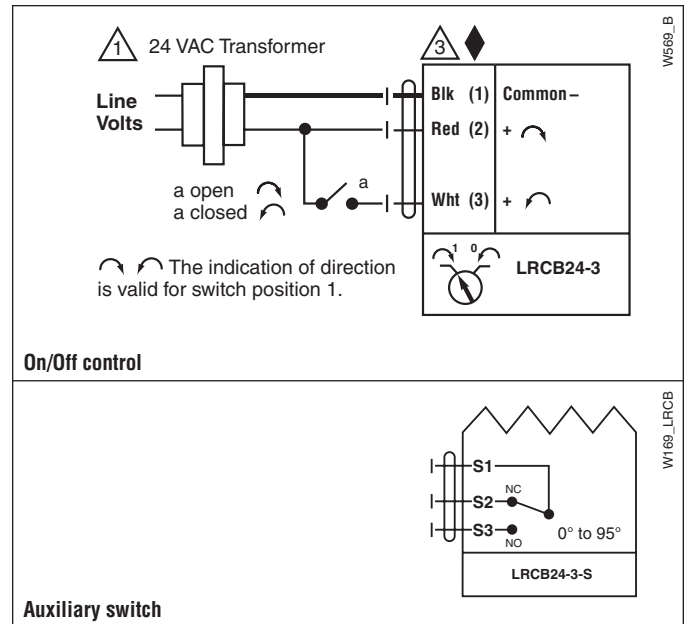 W569_B
1 24 VAC Transformer
3
Line
Volts
Blk (1) Common –
Red (2) +
a
a open
a closed
Wht (3) +
1 0
LRCB24-3
The indication of direction
is valid for switch position 1.
On/Off control
W169_LRCB
S1
NC
S2
S3
NO
0° to 95°
LRCB24-3-S
Auxiliary switch